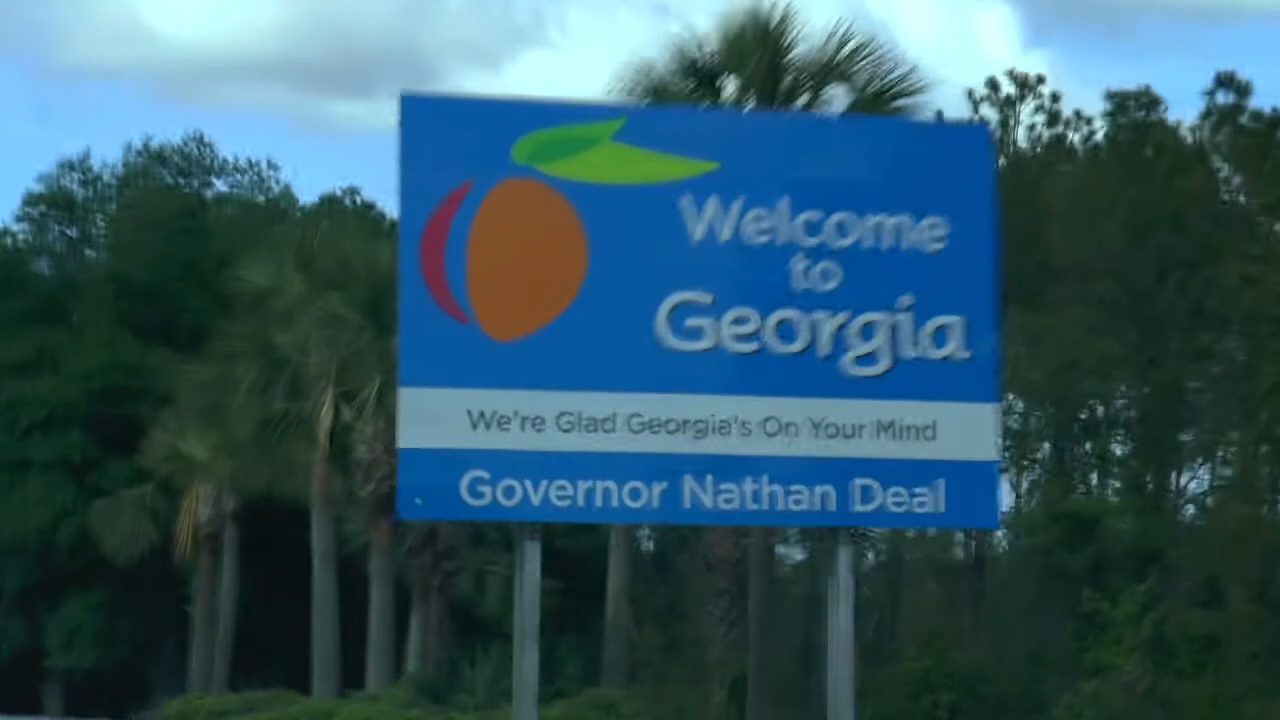 Welcome
to
Georgia
We're Glad Georgia's On Your Mind
Governor Nathan Deal